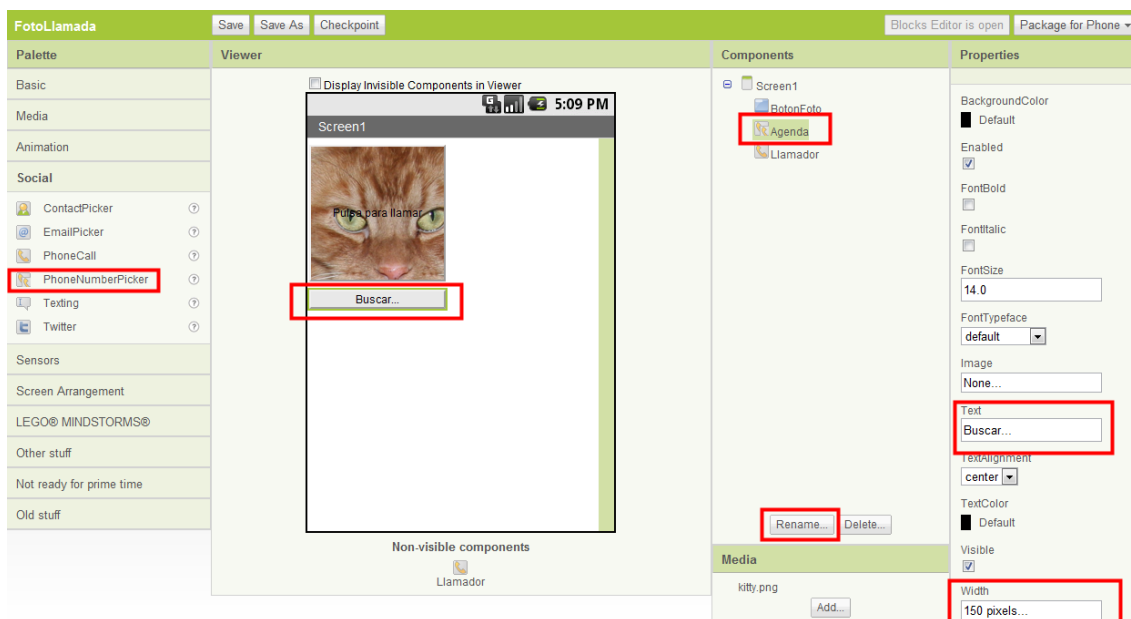 FotoLlamada
Save
Save As
Checkpoint
Blocks Editor is open
Package for Phone
Palette
Basic
Media
Animation
Social
ContactPicker
EmailPicker
PhoneCall
PhoneNumberPicker
Texting
Twitter
Sensors
Screen Arrangement
LEGO® MINDSTORMS®
Other stuff
Not ready for prime time
Old stuff
Viewer
Display Invisible Components in Viewer
5:09 PM
Screen1
Pulsa para llamar
Buscar...
Non-visible components
Llamador
Components
Screen1
BotonFoto
Agenda
Llamador
Rename...
Delete...
Media
kitty.png
Add...
Properties
BackgroundColor
Default
Enabled
FontBold
FontItalic
FontSize
14.0
FontTypeface
default
Image
None...
Text
Buscar...
TextAlignment
center
TextColor
Default
Visible
Width
150 pixels...